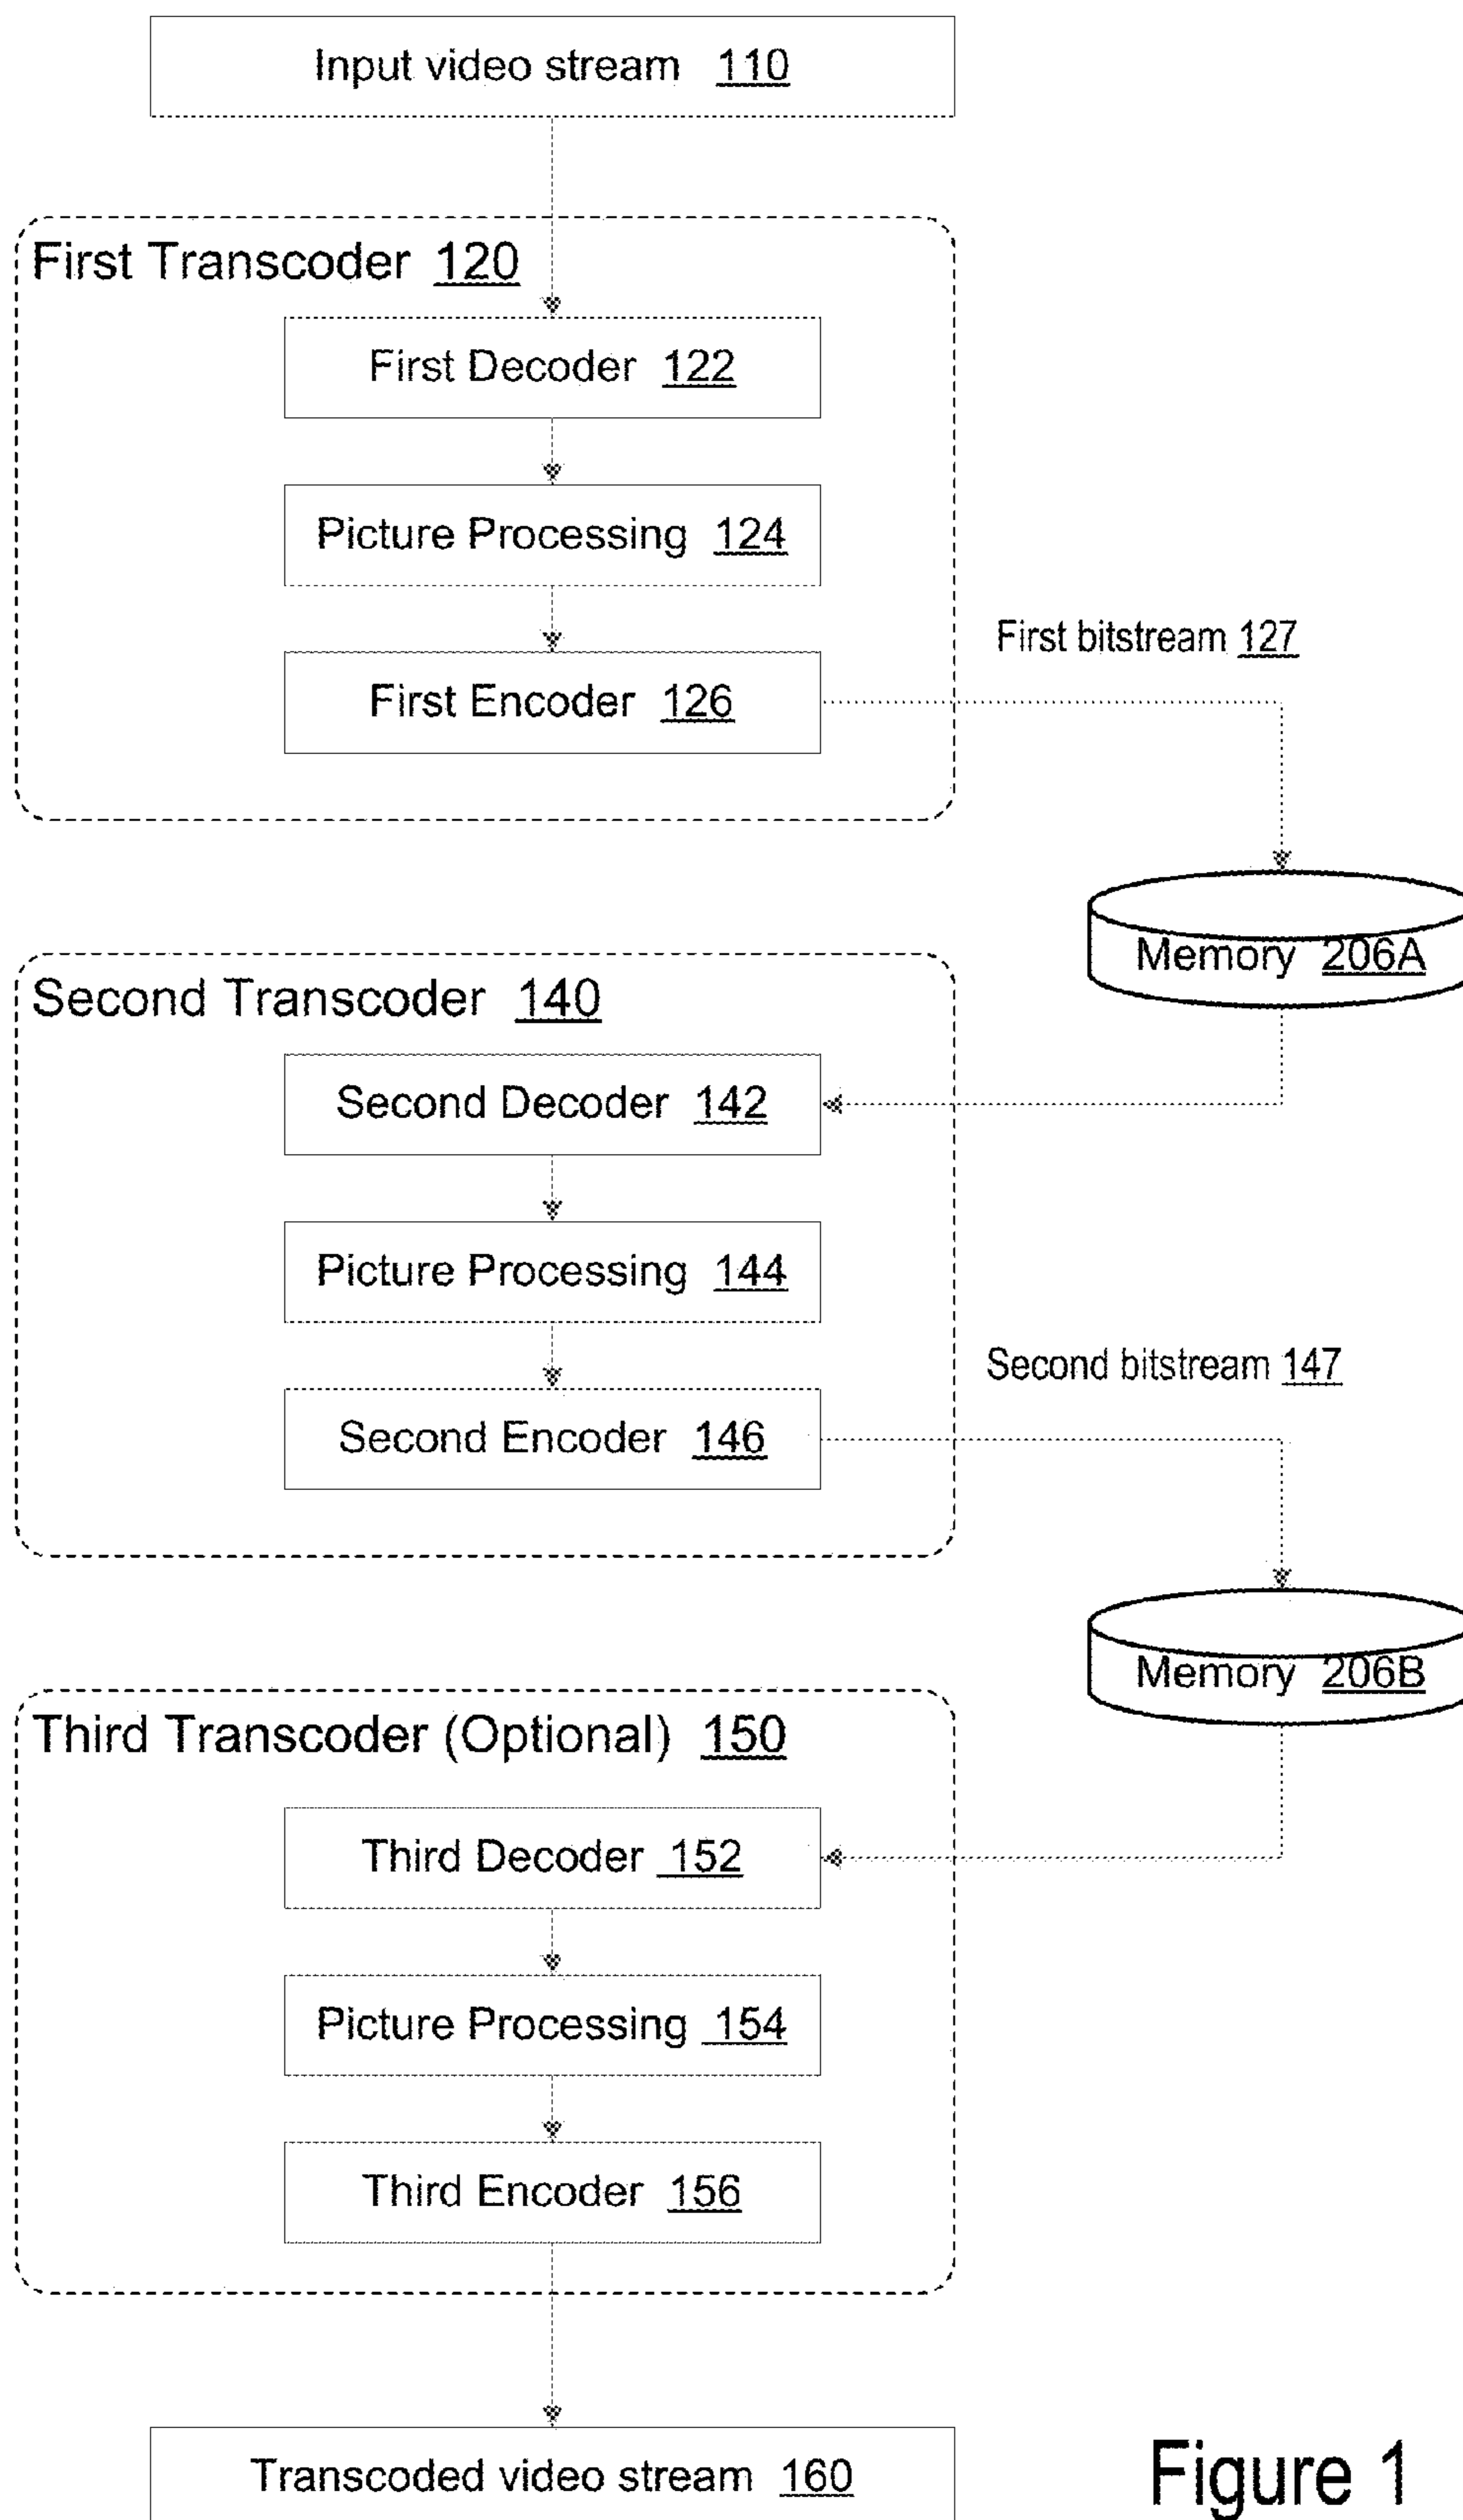 Input video stream 110
First Transcoder 120
First Decoder 122
Picture Processing 124
First bitstream 127
First Encoder 126
Memory 206A
Second Transcoder 140
Second Decoder 142
Picture Processing 144
Second bitstream 147
Second Encoder 146
Memory 206B
Third Transcoder (Optional) 150
Third Decoder 152
Picture Processing 154
Third Encoder 156
Transcoded video stream 160
Figure 1